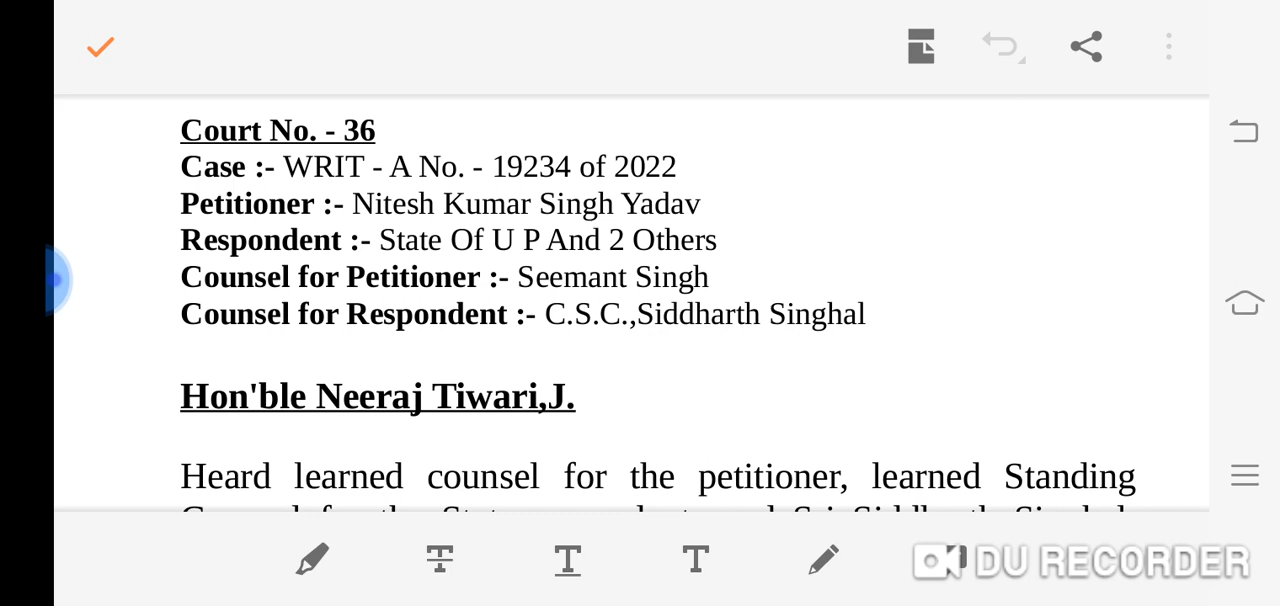 Court No. - 36
Case :- WRIT - A No. - 19234 of 2022
Petitioner :- Nitesh Kumar Singh Yadav
Respondent :- State Of U P And 2 Others
Counsel for Petitioner :- Seemant Singh
Counsel for Respondent :- C.S.C.,Siddharth Singhal
Hon'ble Neeraj Tiwari,J.
Heard learned counsel for the petitioner, learned Standing
DU RECORDER